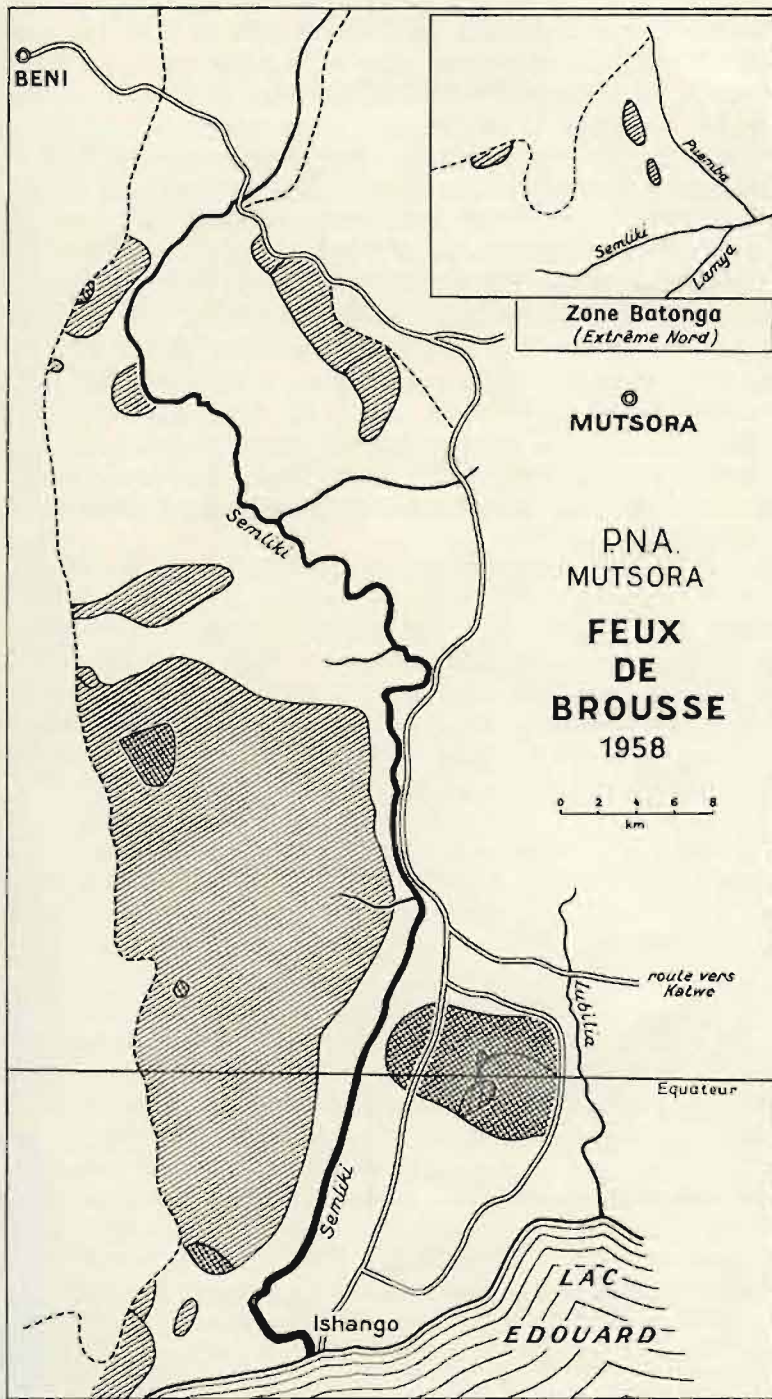 BENI
Puemba
Semliki
Lamya
Zone Batonga
(Extrême Nord)
MUTSORA
Semliki
P.N.A.
MUTSORA
FEUX
DE
BROUSSE
1958
0 2 4 6 8
km
route vers
Katwe
Lubilia
Equateur
Semliki
Ishango
LAC
EDOUARD